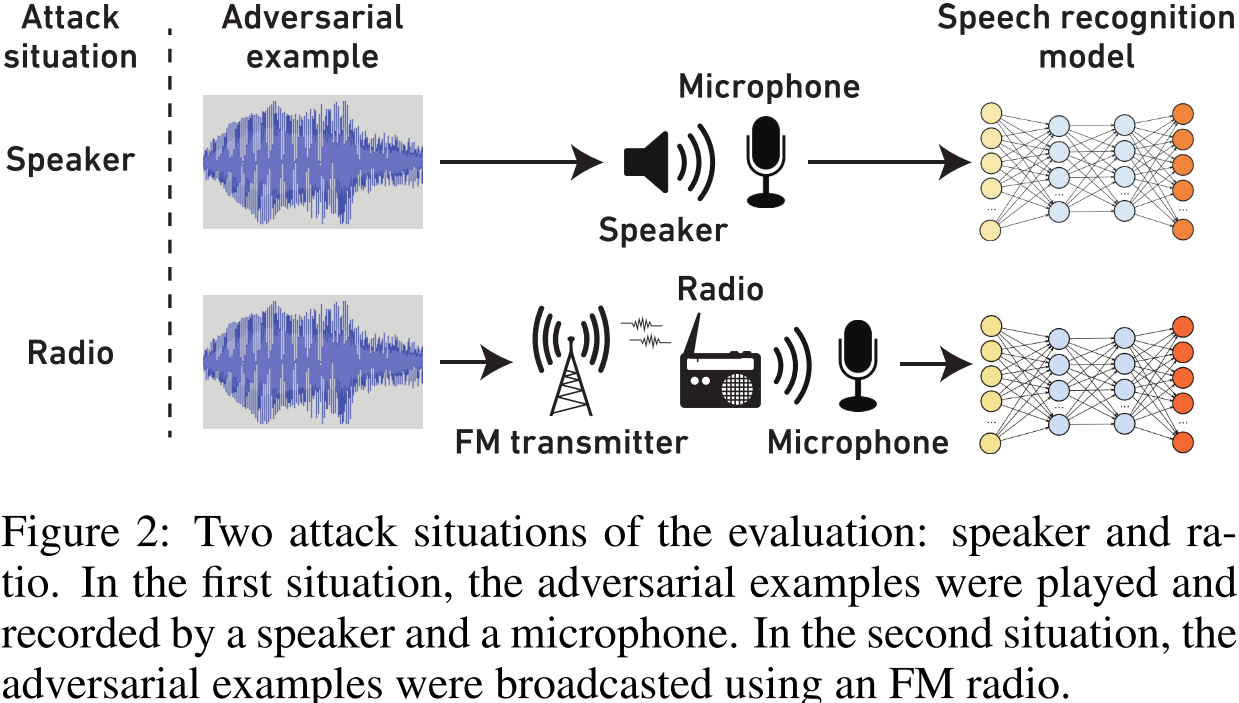 Attack situation
Adversarial example
Speech recognition model
Speaker
Microphone
Speaker
...
...
...
...
Radio
Radio
FM transmitter
Microphone
...
...
...
...
Figure 2: Two attack situations of the evaluation: speaker and ra-
tio. In the first situation, the adversarial examples were played and
recorded by a speaker and a microphone. In the second situation, the
adversarial examples were broadcasted using an FM radio.